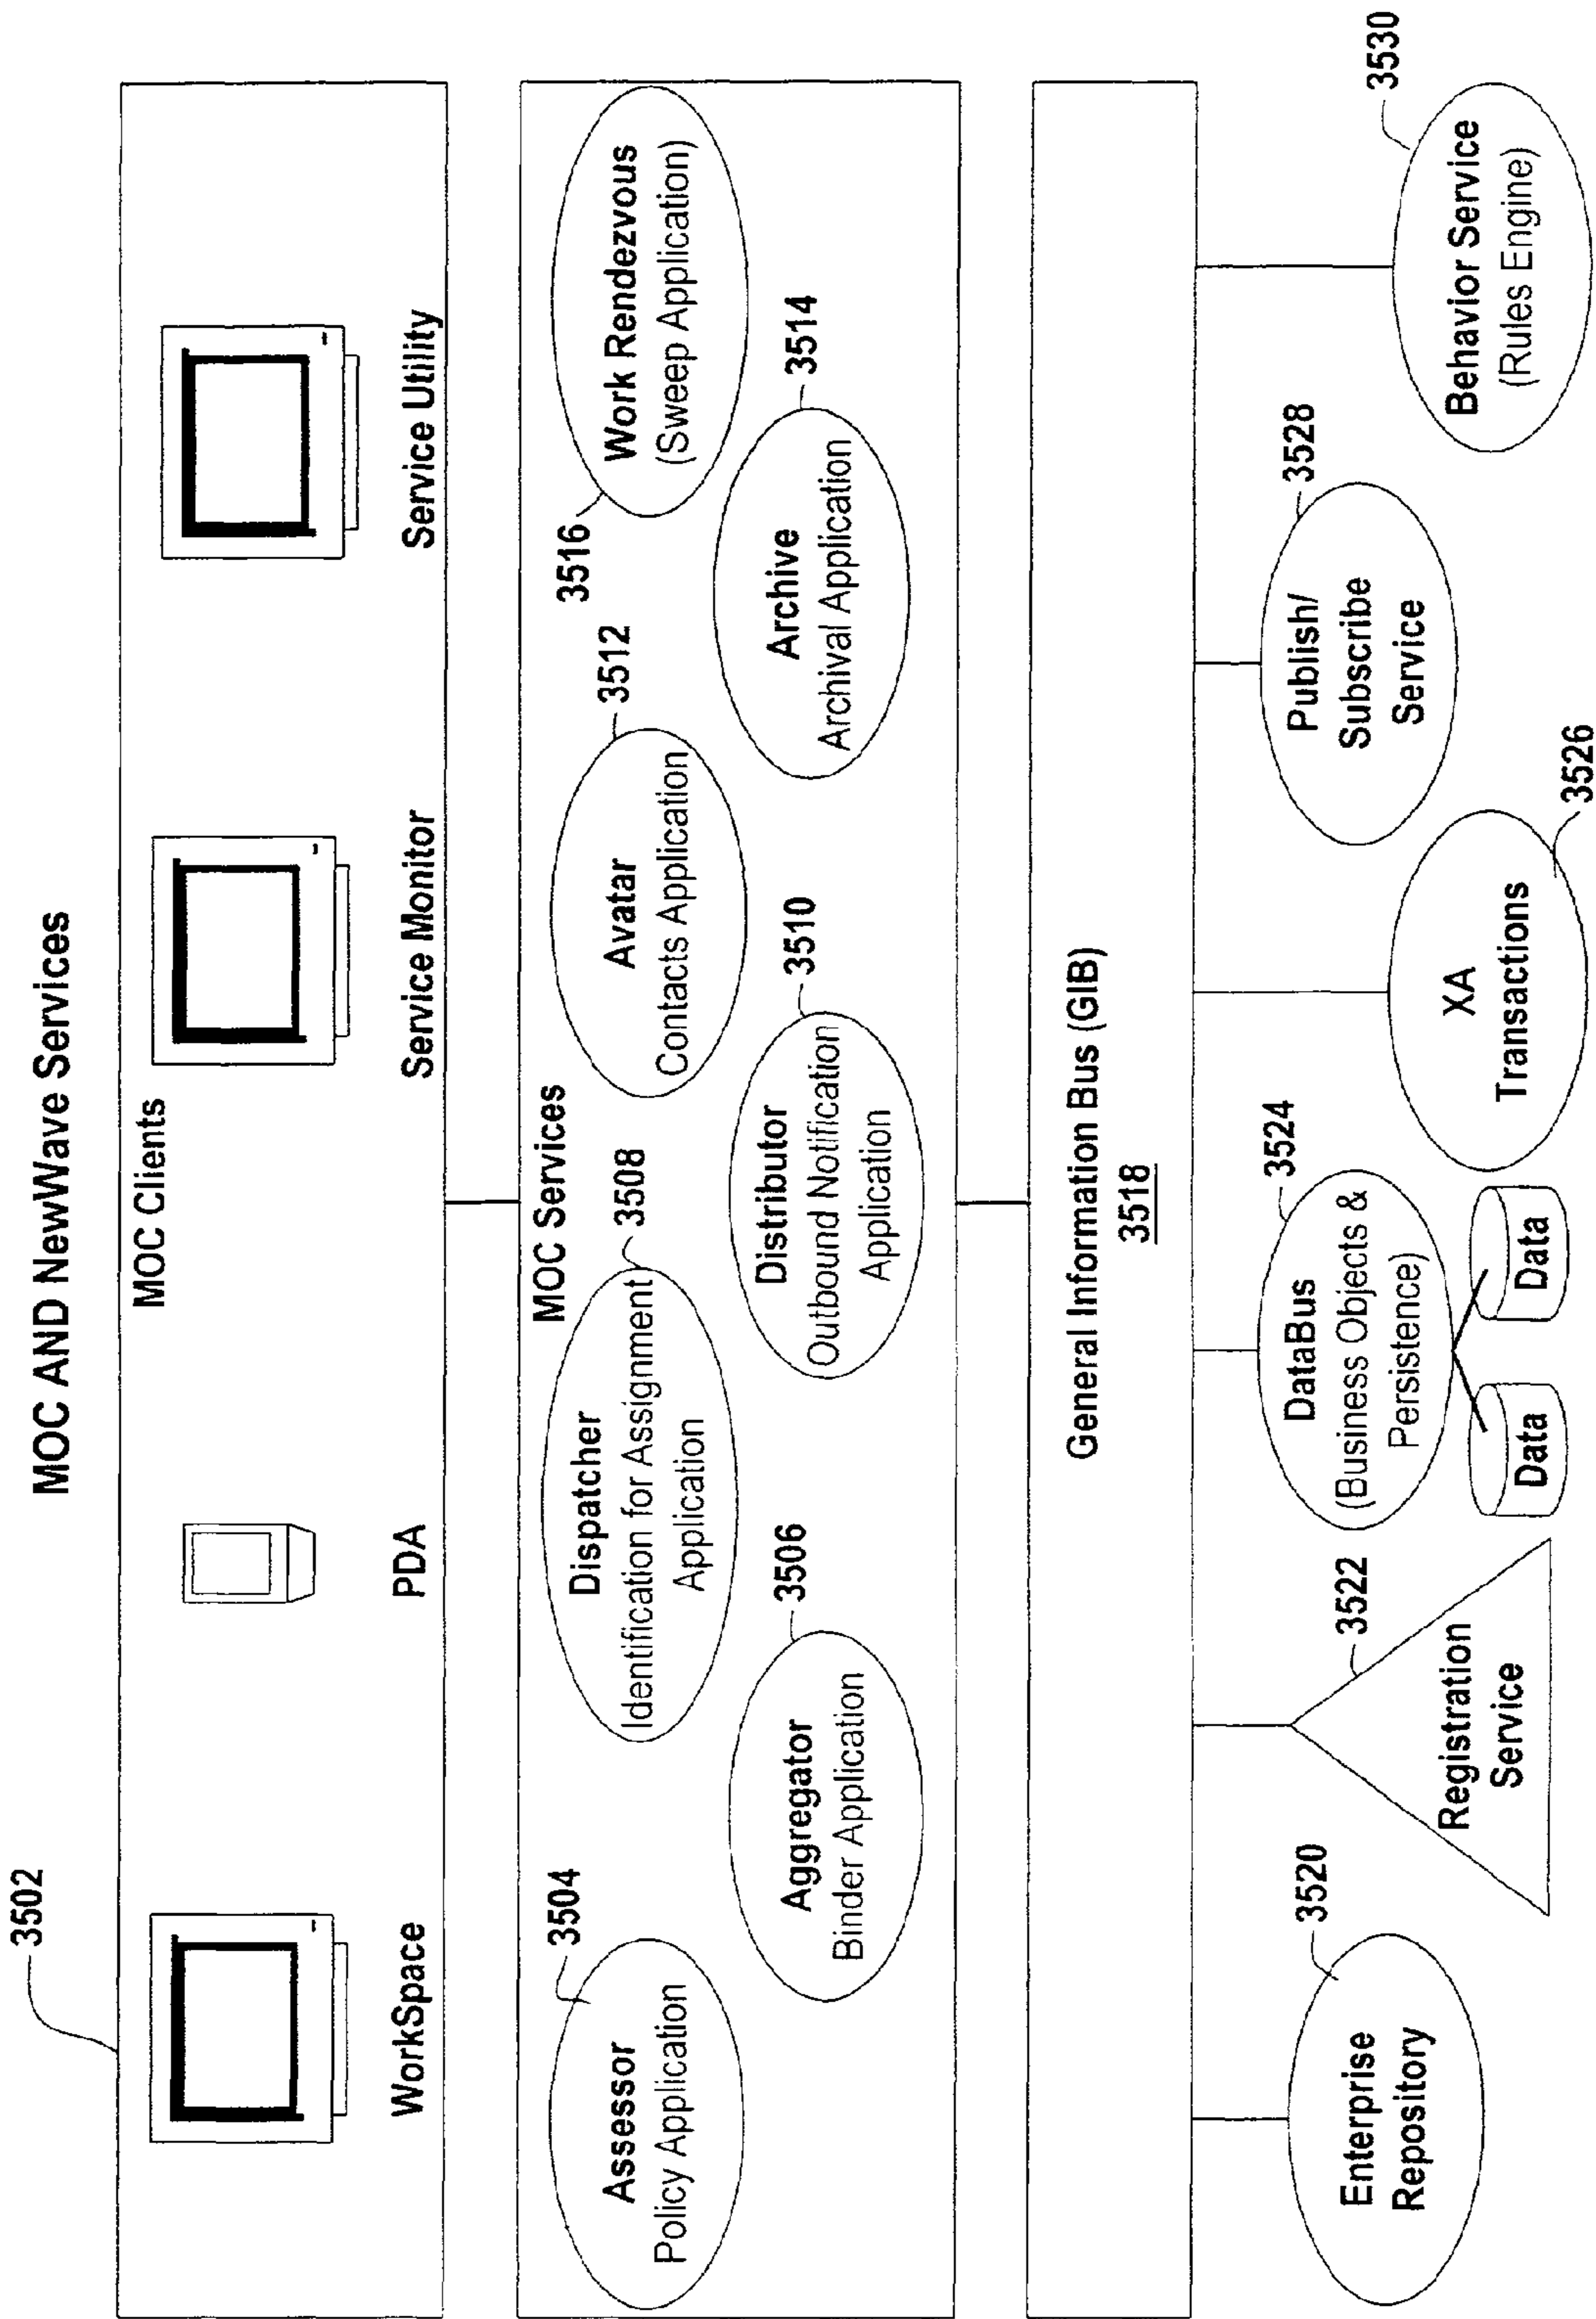 MOC AND NewWave Services
3502
MOC Clients
WorkSpace
PDA
Service Monitor
Service Utility
MOC Services
3504
Assessor
Policy Application
3506
Aggregator
Binder Application
3508
Dispatcher
Identification for Assignment
Application
3510
Distributor
Outbound Notification
Application
3512
Avatar
Contacts Application
3514
Archive
Archival Application
3516
Work Rendezvous
(Sweep Application)
General Information Bus (GIB)
3518
3520
Enterprise
Repository
3522
Registration
Service
3524
DataBus
(Business Objects &
Persistence)
Data
Data
3526
XA
Transactions
3528
Publish/
Subscribe
Service
3530
Behavior Service
(Rules Engine)